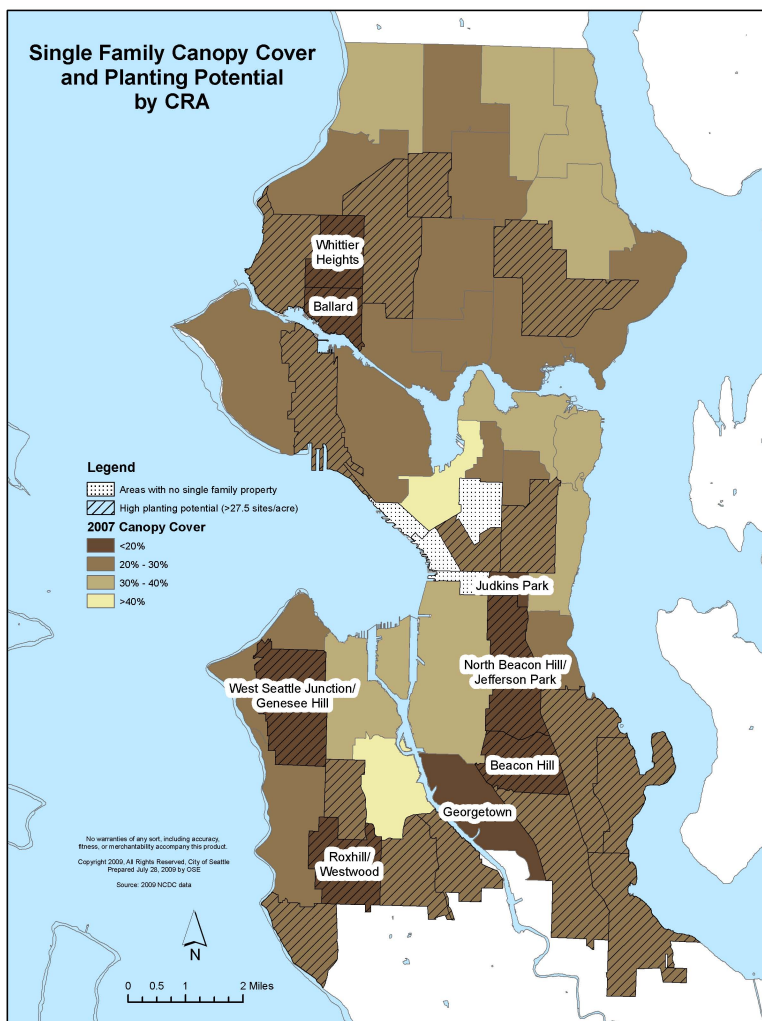 Single Family Canopy Cover
and Planting Potential
by CRA
Whittier
Heights
Ballard
Legend
Areas with no single family property
High planting potential (>27.5 sites/acre)
2007 Canopy Cover
<20%
20% - 30%
30% - 40%
>40%
Judkins Park
North Beacon Hill/
Jefferson Park
West Seattle Junction/
Genesee Hill
Beacon Hill
Georgetown
Roxhill/
Westwood
No warranties of any sort, including accuracy,
fitness, or merchantability accompany this product.
Copyright 2009, All Rights Reserved, City of Seattle
Prepared July 28, 2009 by OSE
Source: 2009 NCDC data
N
0 0.5 1 2 Miles